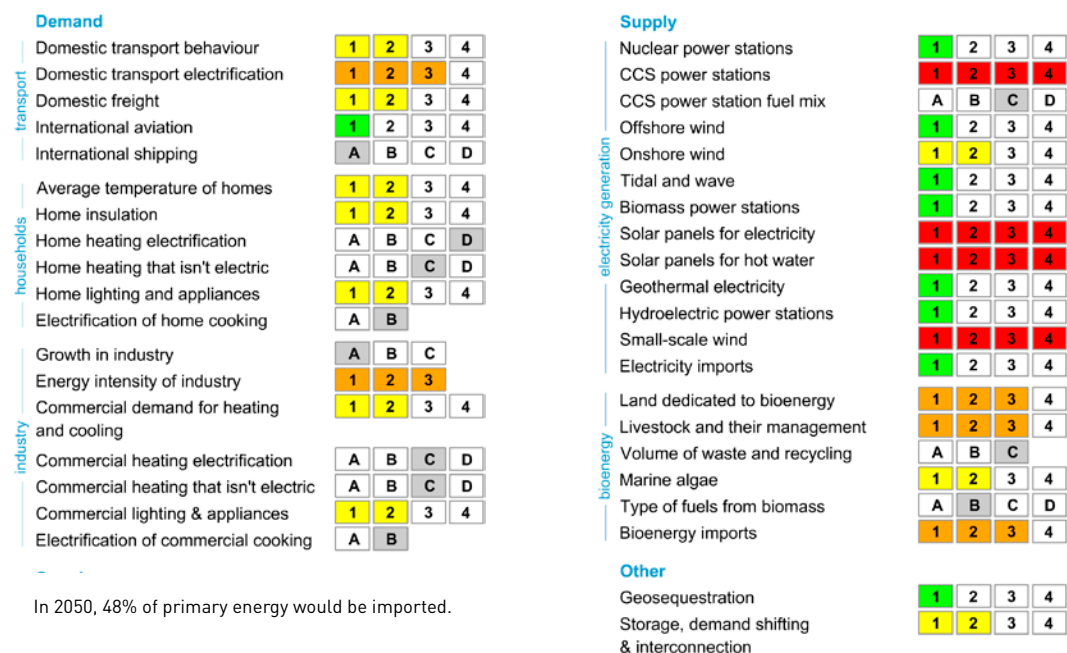 Demand
transport
Domestic transport behaviour 1 2 3 4
Domestic transport electrification 1 2 3 4
Domestic freight 1 2 3 4
International aviation 1 2 3 4
International shipping A B C D
households
Average temperature of homes 1 2 3 4
Home insulation 1 2 3 4
Home heating electrification A B C D
Home heating that isn't electric A B C D
Home lighting and appliances 1 2 3 4
Electrification of home cooking A B
industry
Growth in industry A B C
Energy intensity of industry 1 2 3
Commercial demand for heating 1 2 3 4
and cooling
Commercial heating electrification A B C D
Commercial heating that isn't electric A B C D
Commercial lighting & appliances 1 2 3 4
Electrification of commercial cooking A B
In 2050, 48% of primary energy would be imported.
Supply
electricity generation
Nuclear power stations 1 2 3 4
CCS power stations 1 2 3 4
CCS power station fuel mix A B C D
Offshore wind 1 2 3 4
Onshore wind 1 2 3 4
Tidal and wave 1 2 3 4
Biomass power stations 1 2 3 4
Solar panels for electricity 1 2 3 4
Solar panels for hot water 1 2 3 4
Geothermal electricity 1 2 3 4
Hydroelectric power stations 1 2 3 4
Small-scale wind 1 2 3 4
Electricity imports 1 2 3 4
bioenergy
Land dedicated to bioenergy 1 2 3 4
Livestock and their management 1 2 3 4
Volume of waste and recycling A B C
Marine algae 1 2 3 4
Type of fuels from biomass A B C D
Bioenergy imports 1 2 3 4
Other
Geosequestration 1 2 3 4
Storage, demand shifting 1 2 3 4
& interconnection